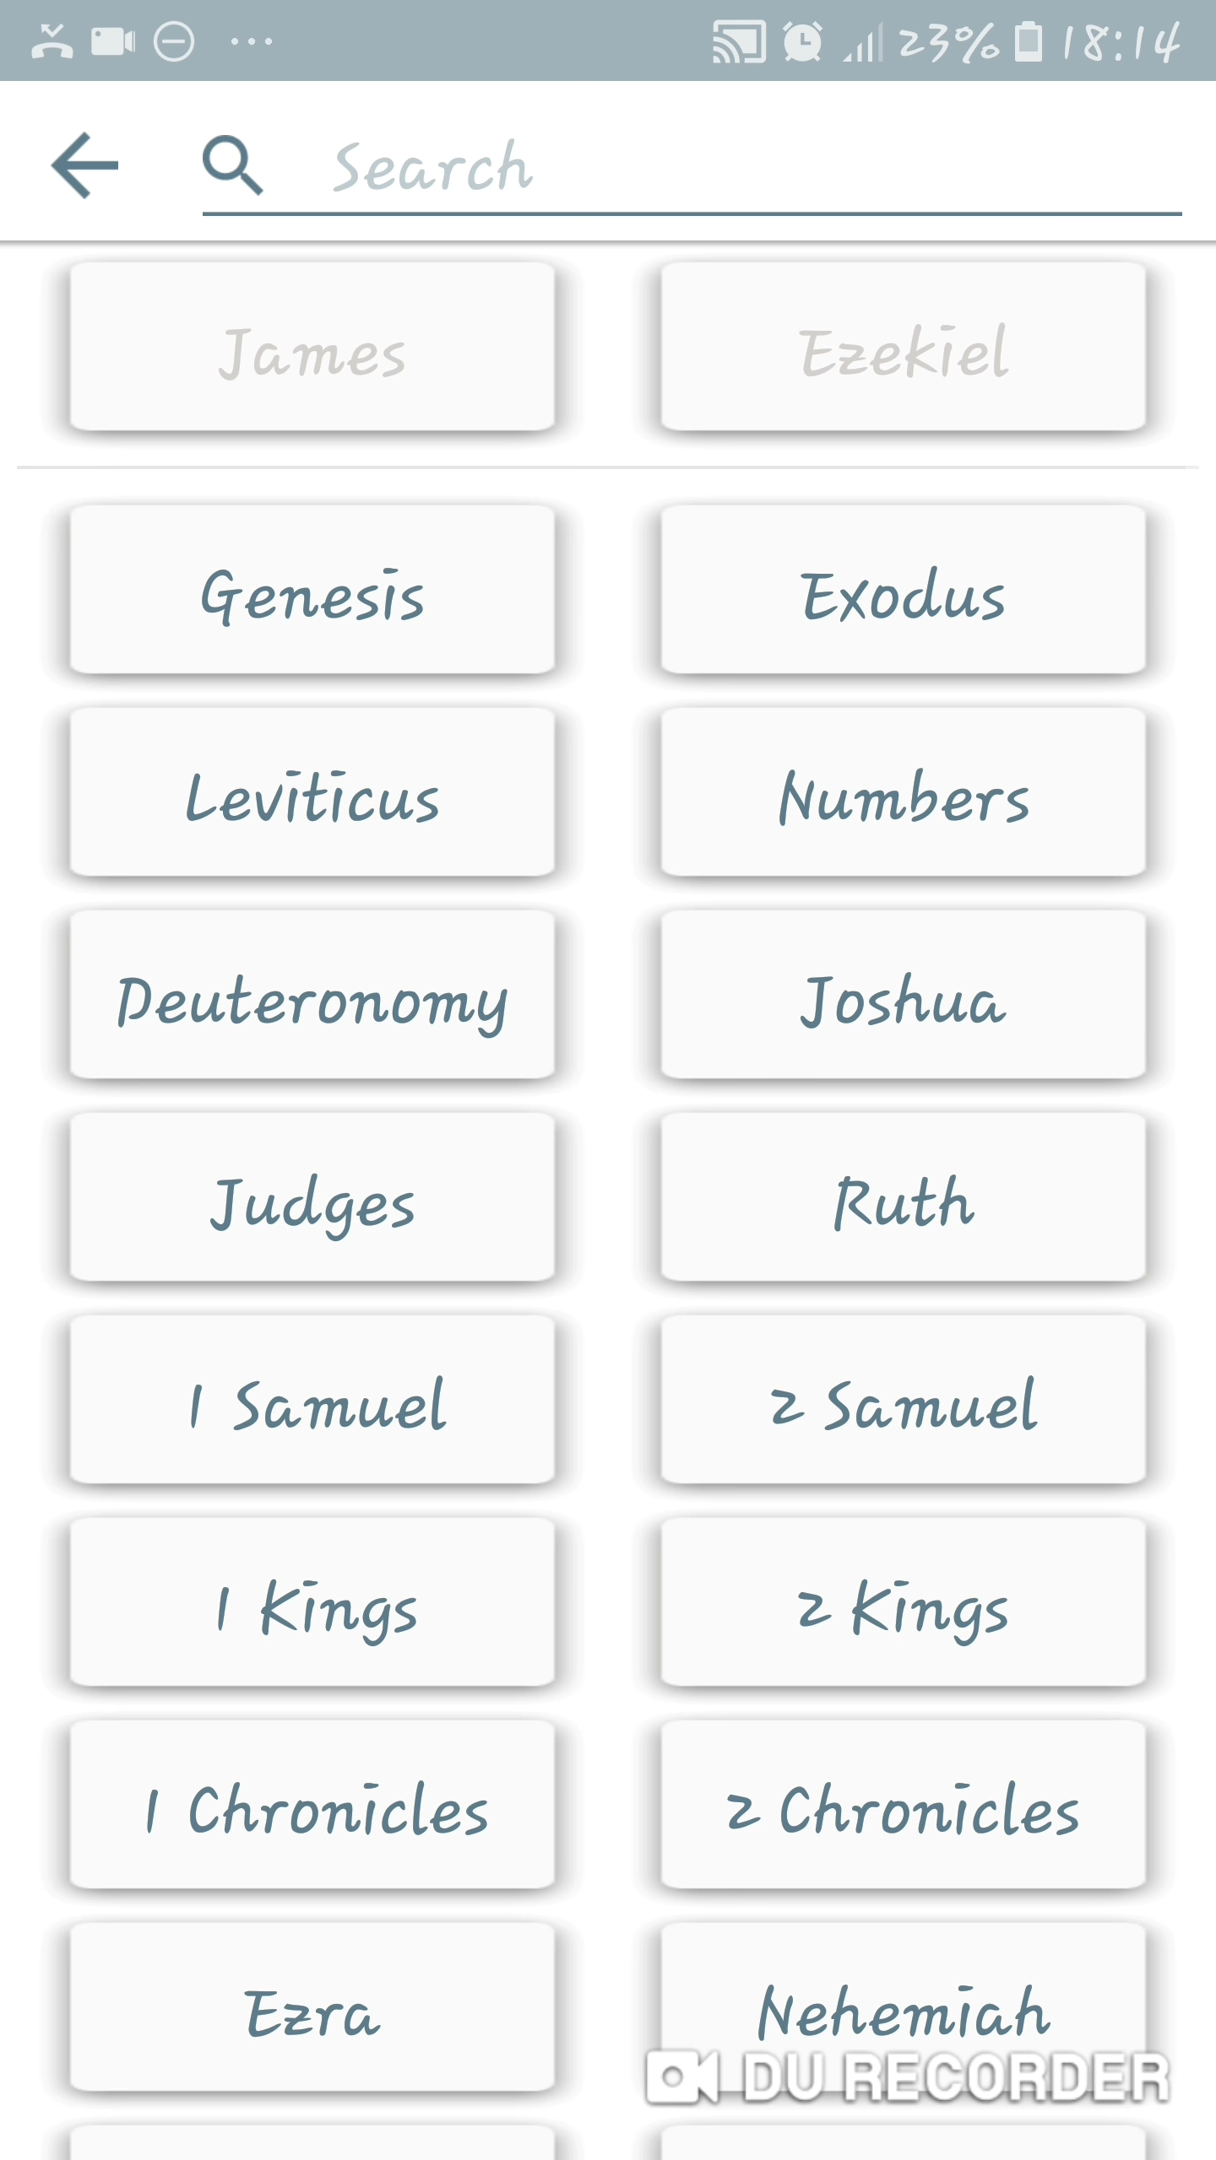 23% 18:14
Search
James Ezekiel
Genesis Exodus
Leviticus Numbers
Deuteronomy Joshua
Judges Ruth
1 Samuel 2 Samuel
1 Kings 2 Kings
1 Chronicles 2 Chronicles
Ezra Nehemiah
DU RECORDER